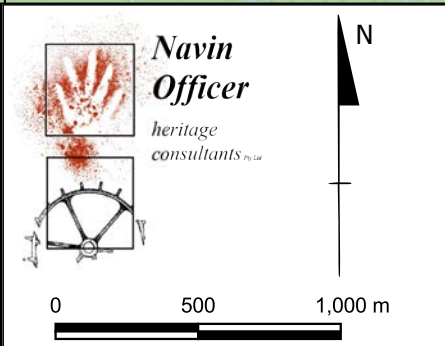 Navin
Officer
heritage
consultants Pty Ltd
N
0 500 1,000 m